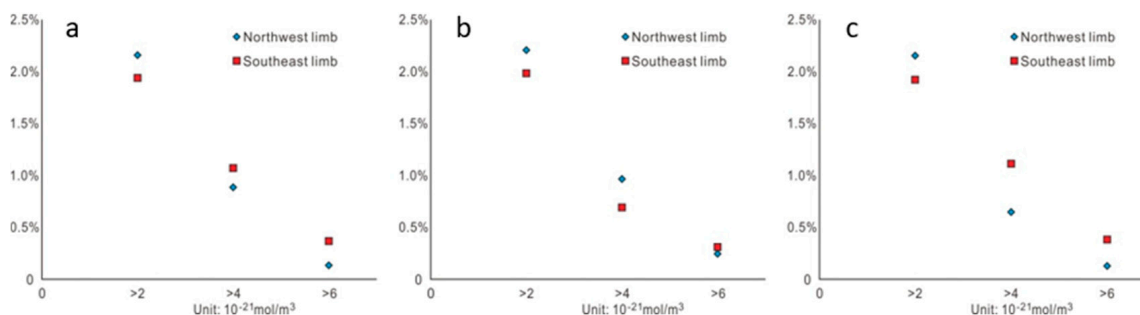 a
2.5%
2.0%
1.5%
1.0%
0.5%
0
Northwest limb
Southeast limb
0 >2 >4 >6
Unit: 10-21mol/m3
b
2.5%
2.0%
1.5%
1.0%
0.5%
0
Northwest limb
Southeast limb
0 >2 >4 >6
Unit: 10-21mol/m3
c
2.5%
2.0%
1.5%
1.0%
0.5%
0
Northwest limb
Southeast limb
0 >2 >4 >6
Unit: 10-21mol/m3